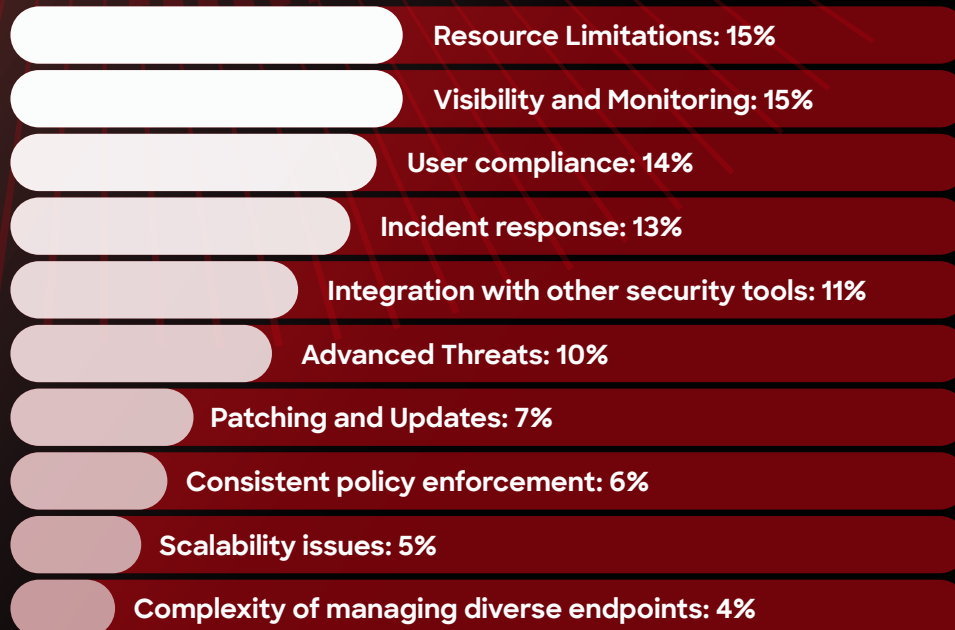 Resource Limitations: 15%
Visibility and Monitoring: 15%
User compliance: 14%
Incident response: 13%
Integration with other security tools: 11%
Advanced Threats: 10%
Patching and Updates: 7%
Consistent policy enforcement: 6%
Scalability issues: 5%
Complexity of managing diverse endpoints: 4%